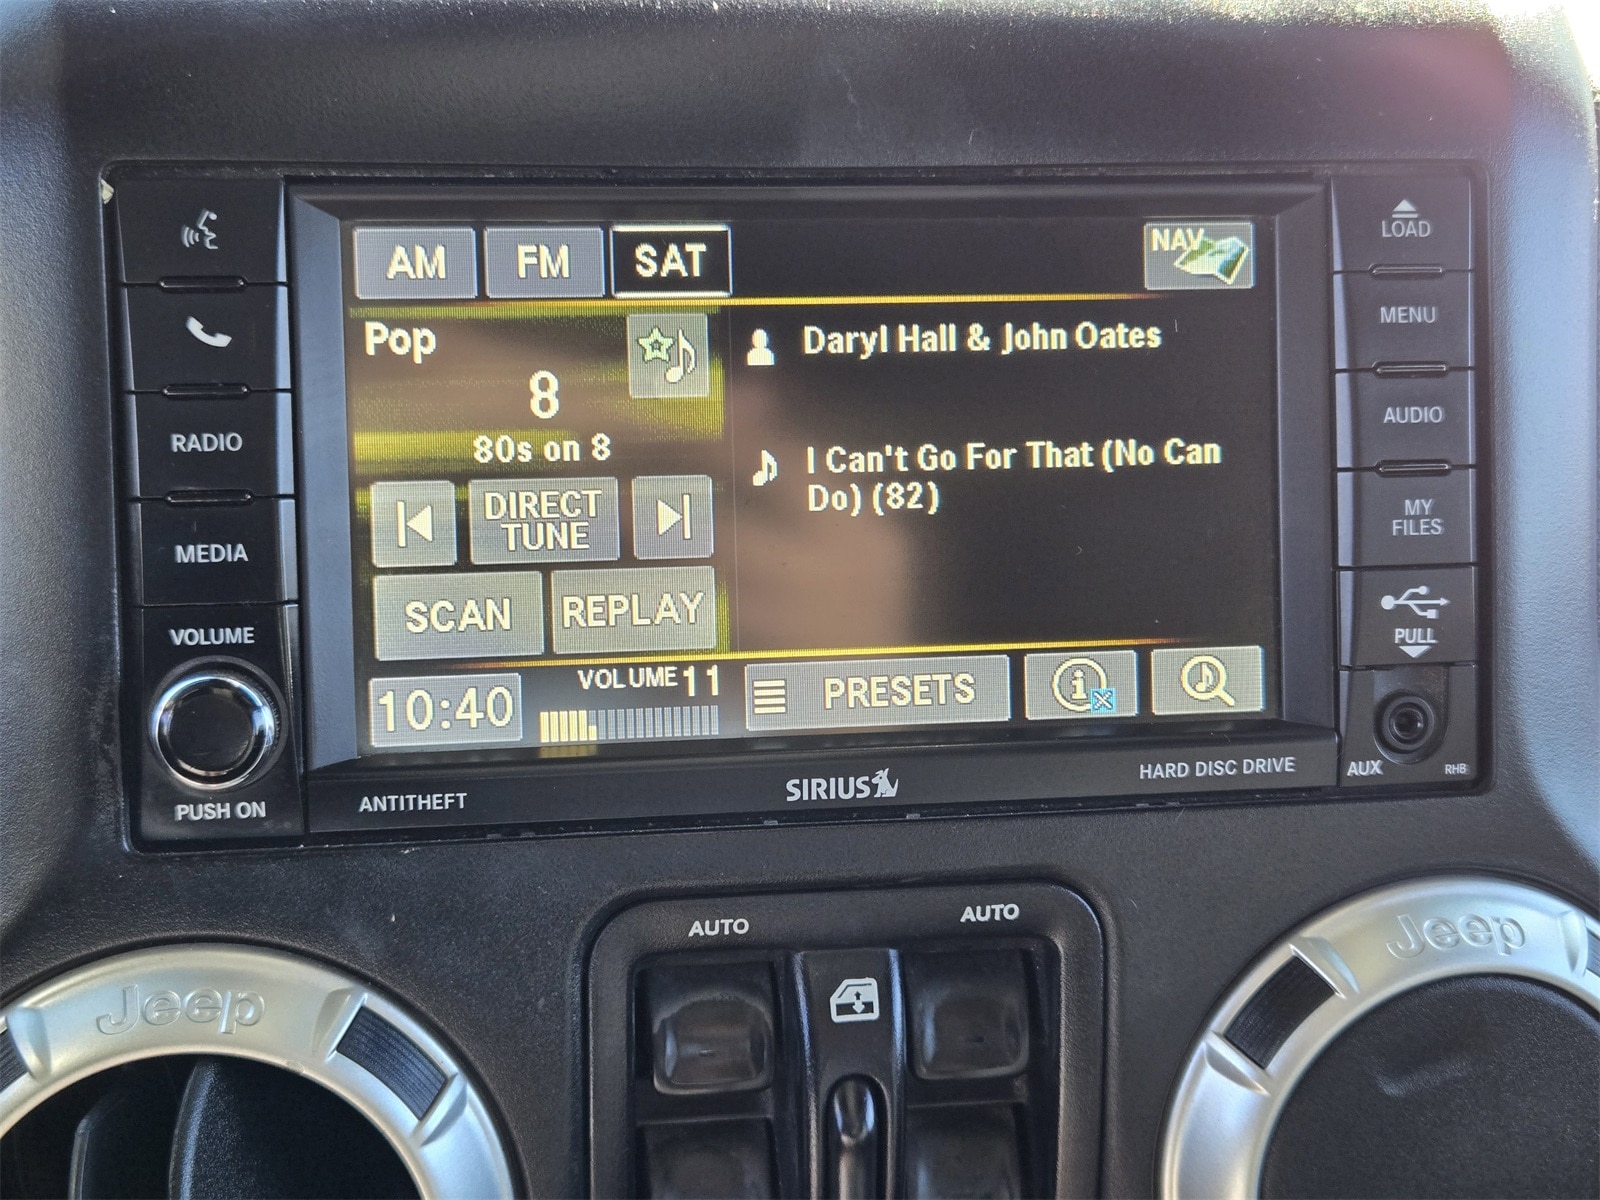 LOAD
AM FM SAT NAV
MENU
Pop
8
80s on 8
Daryl Hall & John Oates
I Can't Go For That (No Can
Do) (82)
RADIO
AUDIO
DIRECT
TUNE
MY
FILES
MEDIA
SCAN REPLAY
VOLUME
PULL
10:40
VOLUME 11
PRESETS
i
PUSH ON
ANTITHEFT
SIRIUS
HARD DISC DRIVE
AUX
RHB
AUTO
AUTO
Jeep
Jeep